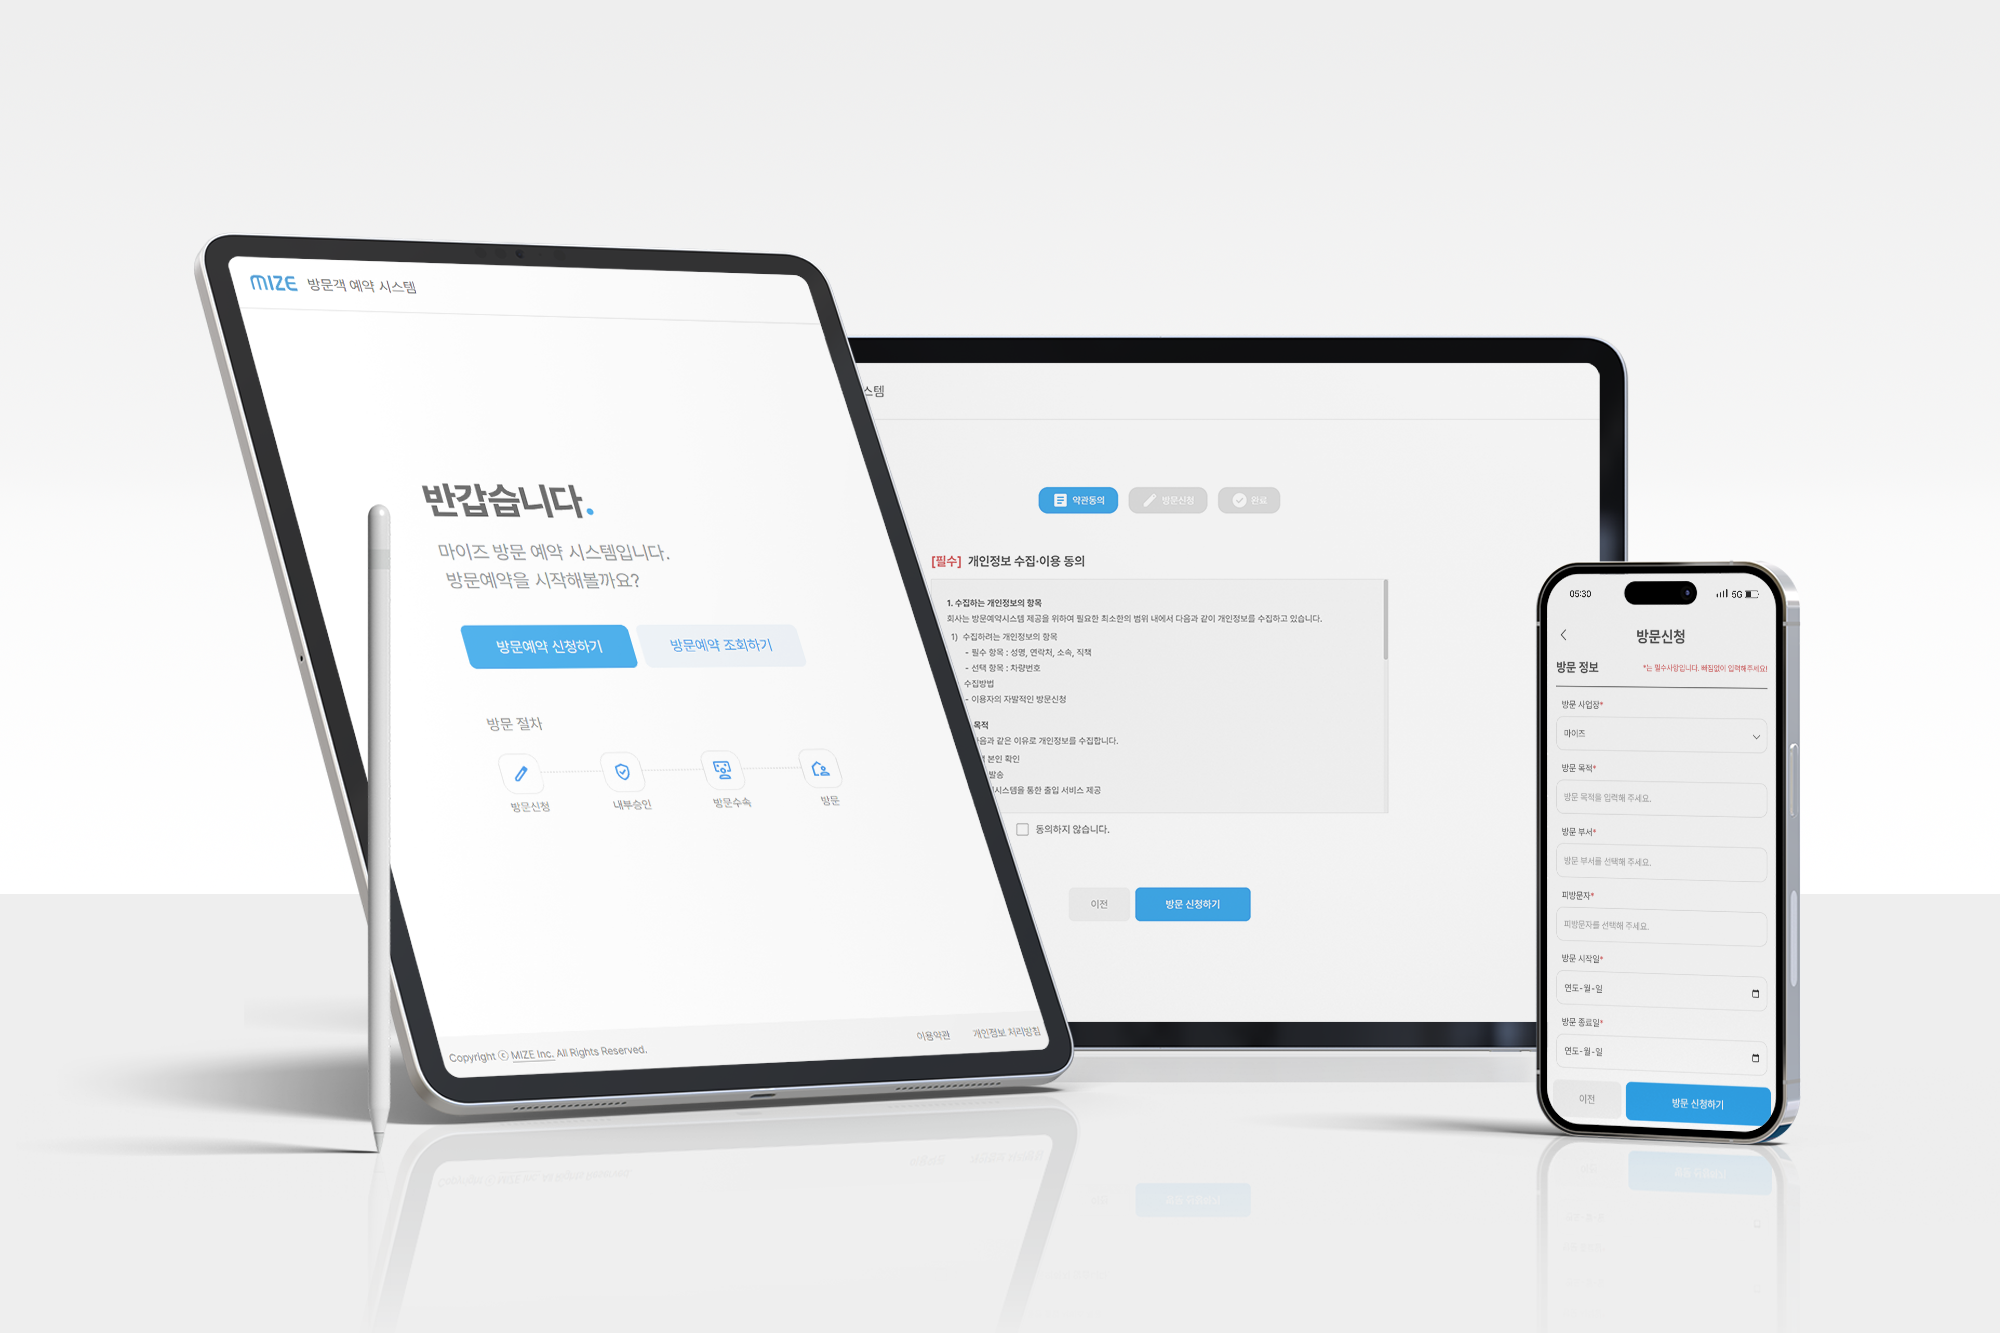 MIZE 방문객 예약 시스템
반갑습니다.
마이즈 방문 예약 시스템입니다.
방문예약을 시작해볼까요?
방문예약 신청하기 방문예약 조회하기
방문 절차
방문신청 내부승인 방문수속 방문
이용약관 개인정보 처리방침
Copyright ⓒ MIZE Inc. All Rights Reserved.
스템
약관동의 방문신청 완료
[필수] 개인정보 수집·이용 동의
1. 수집하는 개인정보의 항목
회사는 방문예약시스템 제공을 위하여 필요한 최소한의 범위 내에서 다음과 같이 개인정보를 수집하고 있습니다.
1) 수집하려는 개인정보의 항목
- 필수 항목 : 성명, 연락처, 소속, 직책
- 선택 항목 : 차량번호
수집방법
- 이용자의 자발적인 방문신청
목적
음과 같은 이유로 개인정보를 수집합니다.
본인 확인
발송
시스템을 통한 출입 서비스 제공
동의하지 않습니다.
이전 방문 신청하기
05:30 5G
방문신청
방문 정보 *는 필수사항입니다. 빠짐없이 입력해주세요!
방문 사업장*
마이즈
방문 목적*
방문 목적을 입력해 주세요.
방문 부서*
방문 부서을 선택해 주세요.
피방문자*
피방문자를 선택해 주세요.
방문 시작일*
연도-월-일
방문 종료일*
연도-월-일
이전 방문 신청하기